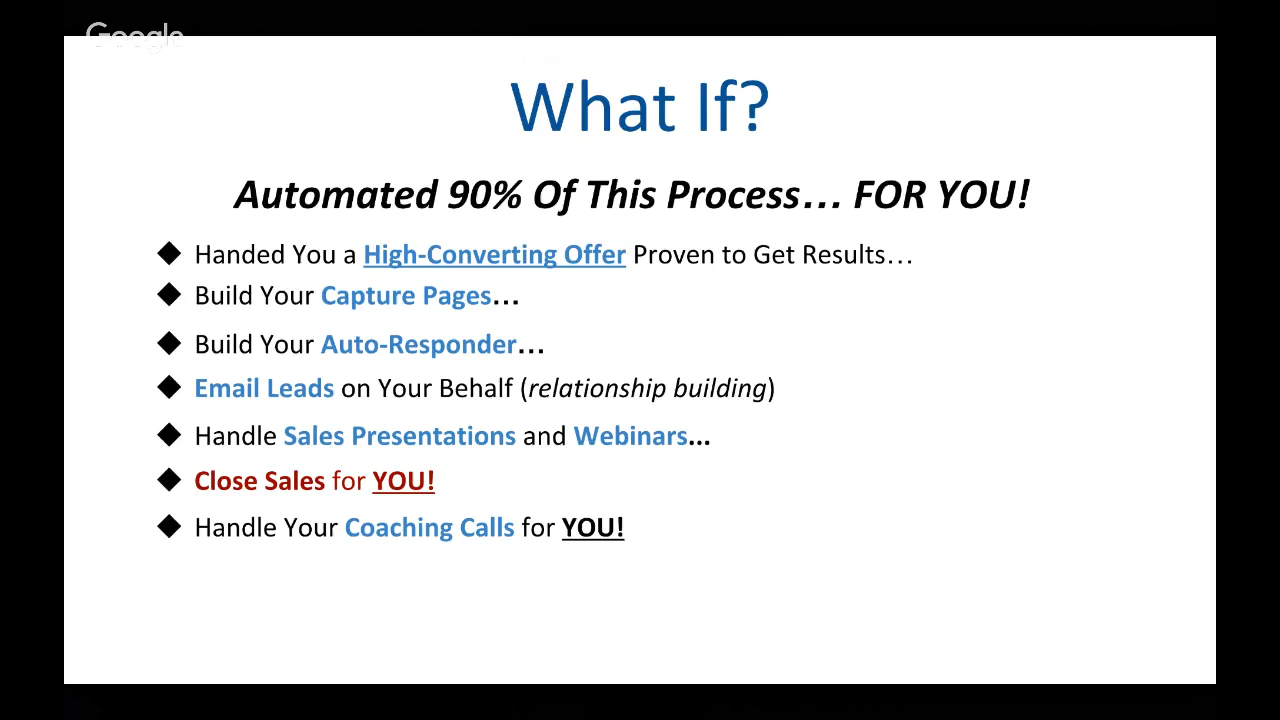 Google
What If?
Automated 90% Of This Process... FOR YOU!
Handed You a High-Converting Offer Proven to Get Results...
Build Your Capture Pages...
Build Your Auto-Responder...
Email Leads on Your Behalf (relationship building)
Handle Sales Presentations and Webinars...
Close Sales for YOU!
Handle Your Coaching Calls for YOU!